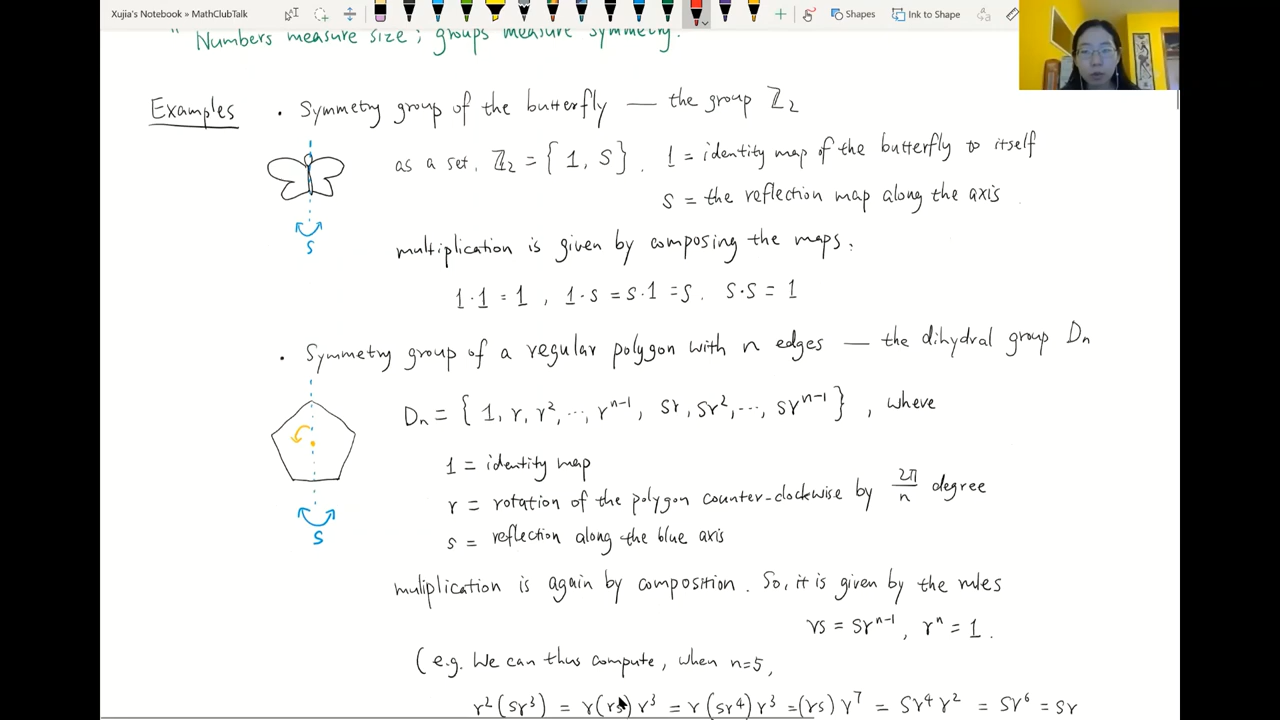 Xujia's Notebook » MathClubTalk
Shapes
Ink to Shape
" Numbers measure size ; groups measure symmetry.
Examples · Symmetry group of the butterfly — the group ℤ₂
as a set, ℤ₂ = { 1, S } . 1 = identity map of the butterfly to itself
s = the reflection map along the axis
S
multiplication is given by composing the maps.
1·1 = 1 , 1·s = s·1 = s . s·s = 1
· Symmetry group of a regular polygon with n edges — the dihydral group Dn
Dn = { 1, r, r², ..., rⁿ⁻¹, sr, sr², ..., srⁿ⁻¹ } , where
1 = identity map
r = rotation of the polygon counter-clockwise by 2π/n degree
s = reflection along the blue axis
S
muliplication is again by composition. So, it is given by the rules
rs = srⁿ⁻¹ , rⁿ = 1 .
( e.g. We can thus compute, when n=5,
r²(sr³) = r(rs)r³ = r(sr⁴)r³ = (rs)r⁷ = sr⁴r² = sr⁶ = sr